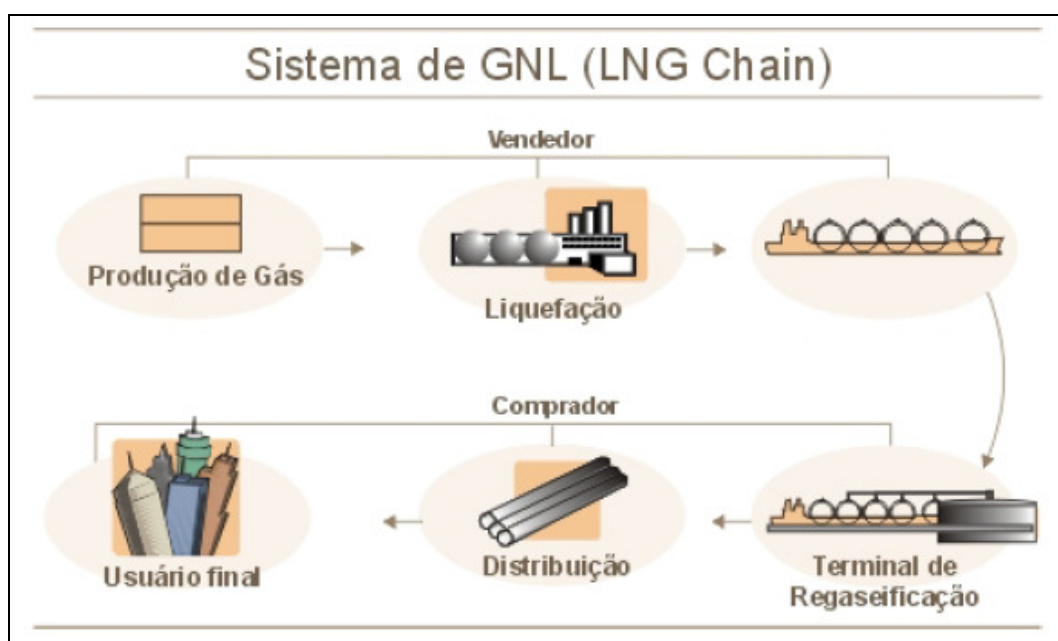 Sistema de GNL (LNG Chain)
Vendedor
Produção de Gás
Liquefação
Comprador
Usuário final
Distribuição
Terminal de
Regaseificação